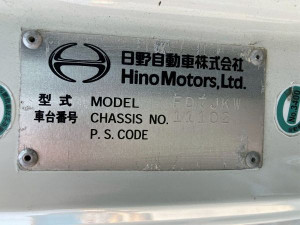 日野自動車株式会社
Hino Motors, Ltd.
型式 MODEL
車台番号 CHASSIS NO.
P.S.CODE